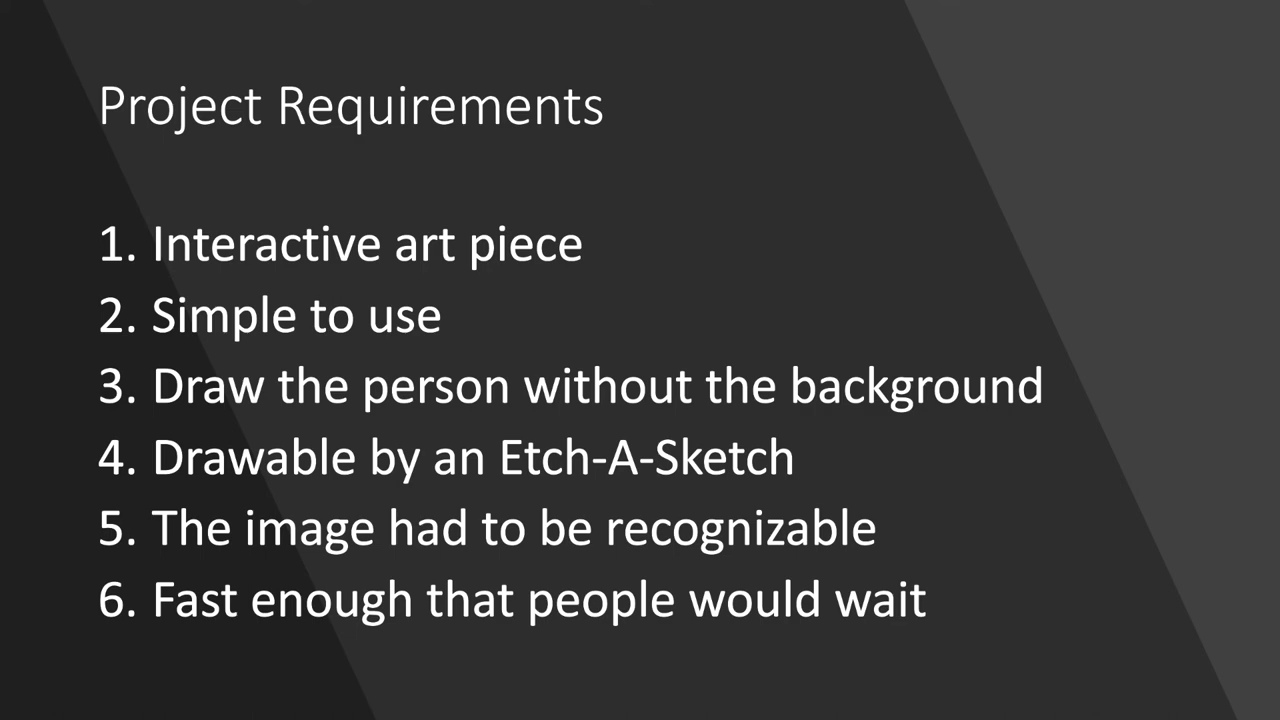 Project Requirements
1. Interactive art piece
2. Simple to use
3. Draw the person without the background
4. Drawable by an Etch-A-Sketch
5. The image had to be recognizable
6. Fast enough that people would wait